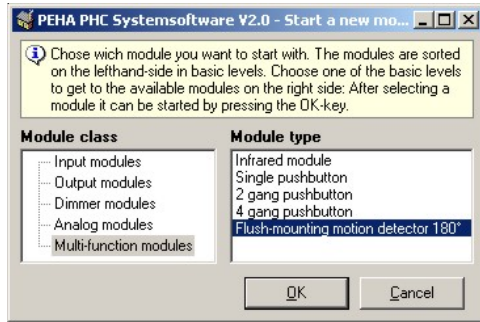 PEHA PHC Systemsoftware V2.0 - Start a new mo...
Chose wich module you want to start with. The modules are sorted
on the lefthand-side in basic levels. Choose one of the basic levels
to get to the available modules on the right side: After selecting a
module it can be started by pressing the OK-key.
Module class
Input modules
Output modules
Dimmer modules
Analog modules
Multi-function modules
Module type
Infrared module
Single pushbutton
2 gang pushbutton
4 gang pushbutton
Flush-mounting motion detector 180°
OK
Cancel